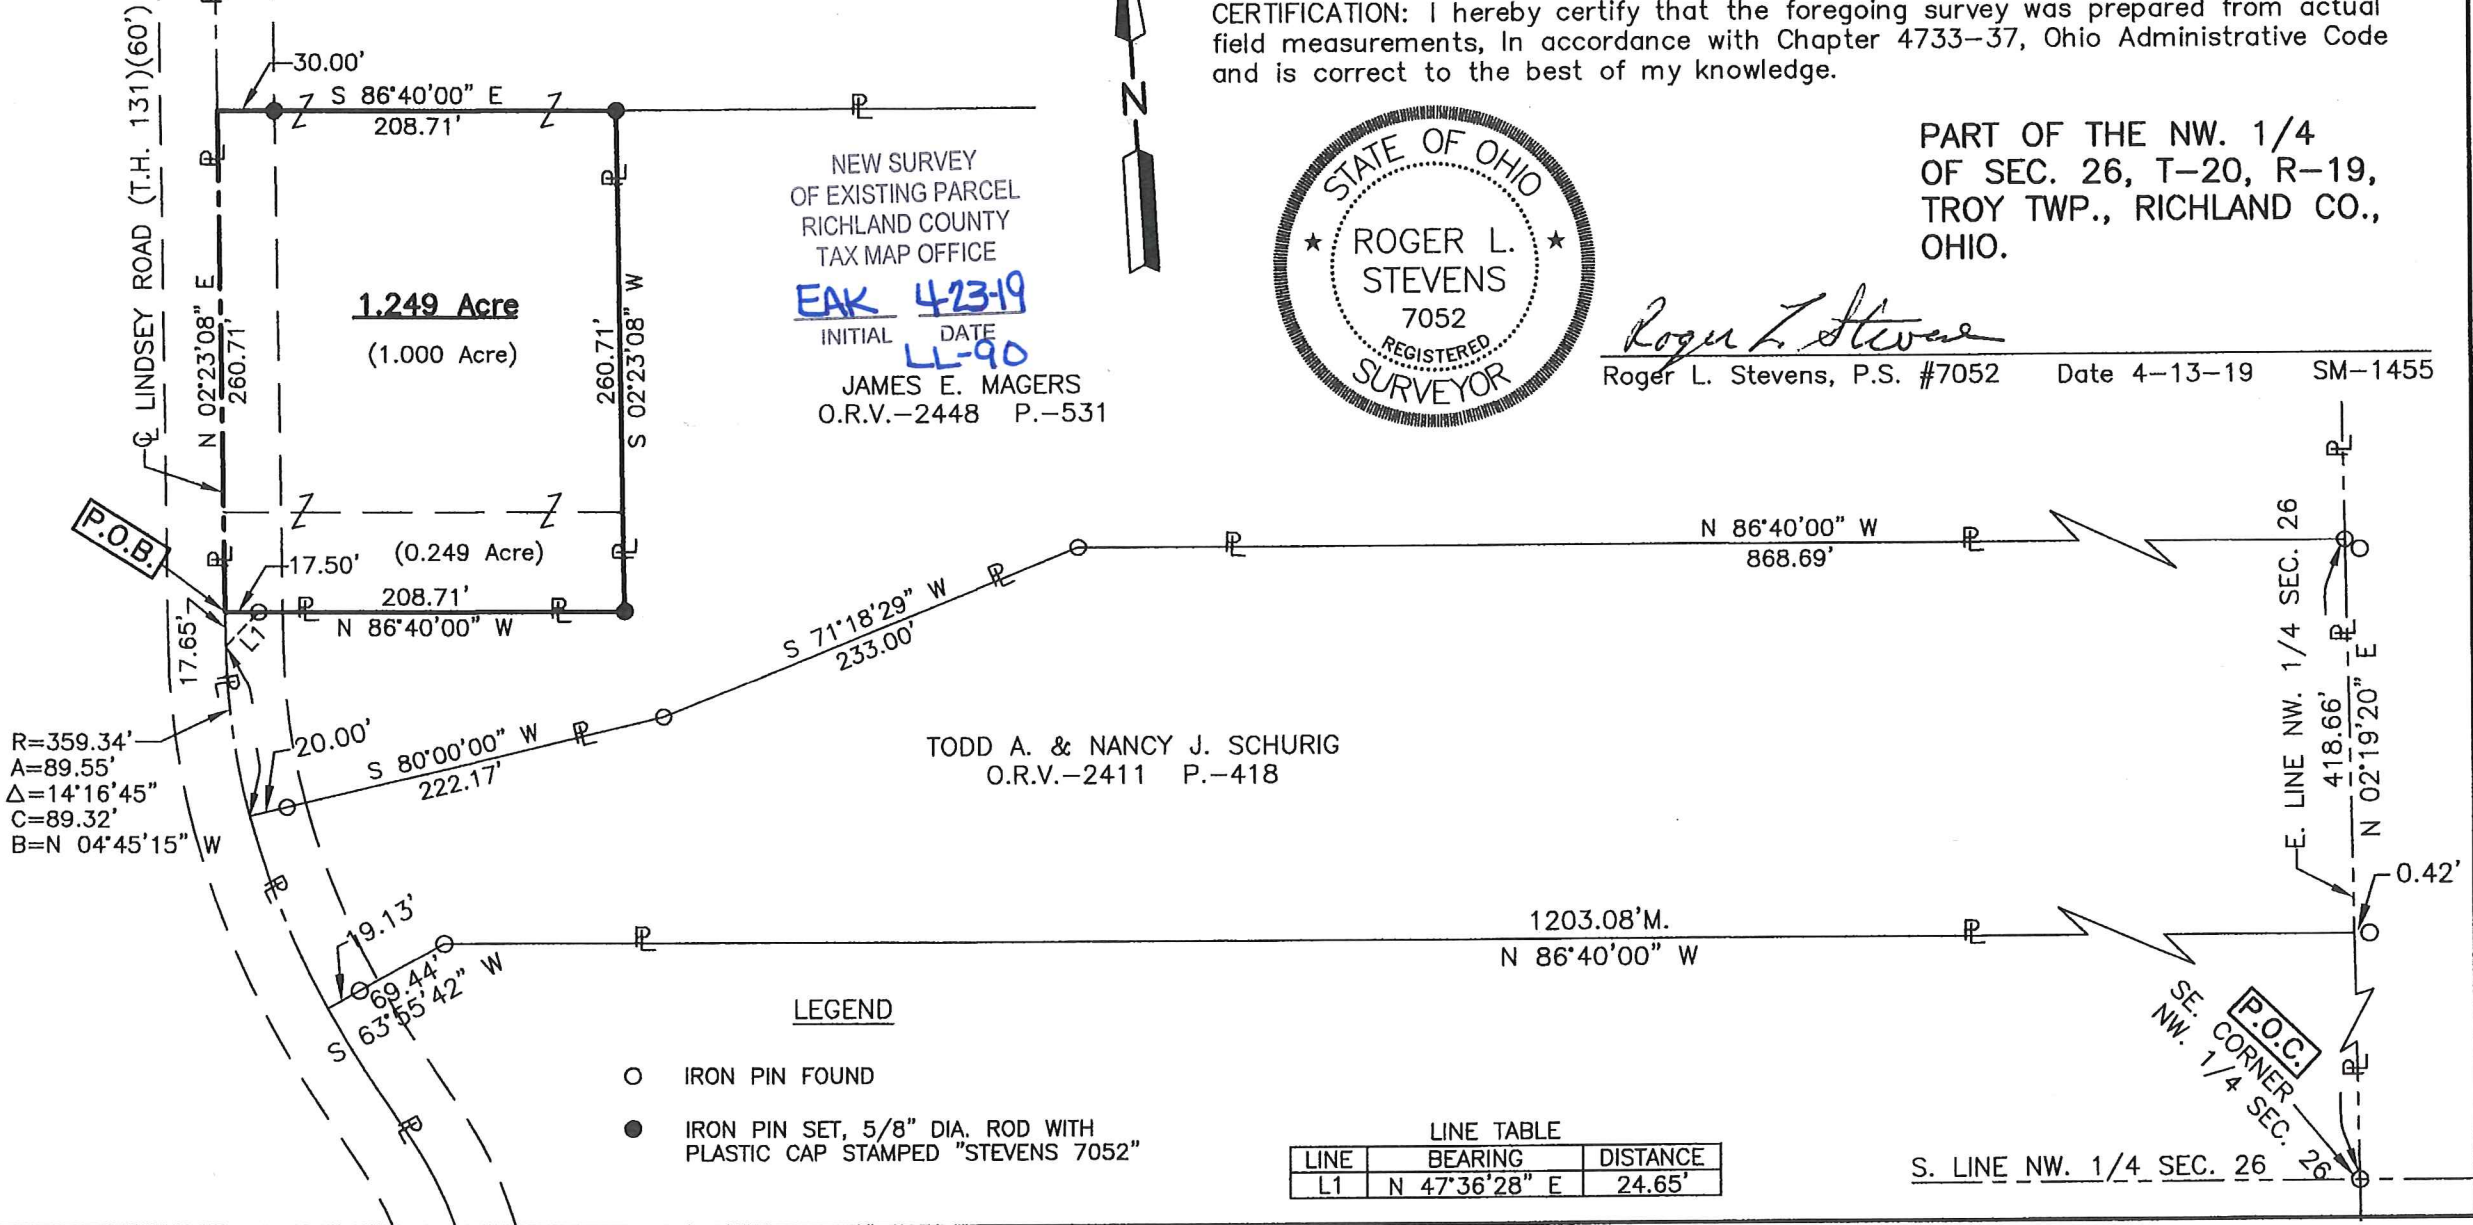 CERTIFICATION: I hereby certify that the foregoing survey was prepared from actual
field measurements, In accordance with Chapter 4733–37, Ohio Administrative Code
and is correct to the best of my knowledge.
PART OF THE NW. 1/4
OF SEC. 26, T–20, R–19,
TROY TWP., RICHLAND CO.,
OHIO.
STATE OF OHIO
★ ROGER L. ★
STEVENS
7052
REGISTERED
SURVEYOR
Roger L. Stevens
Roger L. Stevens, P.S. #7052 Date 4–13–19 SM–1455
N
NEW SURVEY
OF EXISTING PARCEL
RICHLAND COUNTY
TAX MAP OFFICE
EAK 4-23-19
INITIAL DATE
LL-90
JAMES E. MAGERS
O.R.V.–2448 P.–531
℄ LINDSEY ROAD (T.H. 131)(60')
30.00'
S 86°40'00" E
208.71'
N 02°23'08" E
260.71'
1.249 Acre
(1.000 Acre)
260.71'
S 02°23'08" W
P.O.B.
(0.249 Acre)
17.50'
208.71'
N 86°40'00" W
17.65'
L1
R=359.34'
A=89.55'
Δ=14°16'45"
C=89.32'
B=N 04°45'15" W
20.00'
S 80°00'00" W
222.17'
S 71°18'29" W
233.00'
N 86°40'00" W
868.69'
TODD A. & NANCY J. SCHURIG
O.R.V.–2411 P.–418
E. LINE NW. 1/4 SEC. 26
418.66'
N 02°19'20" E
0.42'
19.13'
69.44'
S 63°55'42" W
1203.08'M.
N 86°40'00" W
P.O.C.
SE. CORNER
NW. 1/4 SEC. 26
S. LINE NW. 1/4 SEC. 26
LEGEND
IRON PIN FOUND
IRON PIN SET, 5/8" DIA. ROD WITH
PLASTIC CAP STAMPED "STEVENS 7052"
LINE TABLE
LINE BEARING DISTANCE
L1 N 47°36'28" E 24.65'